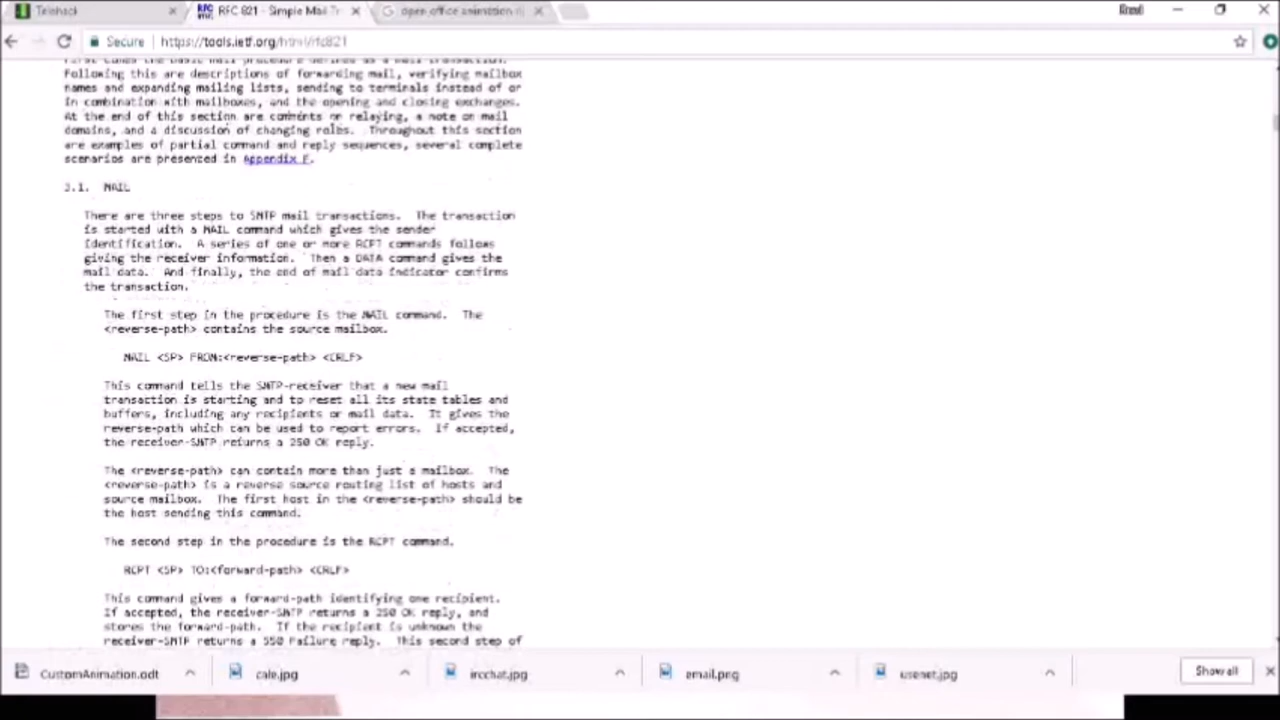 Telehack
RFC 821 - Simple Mail Tr
open office animation
Secure
https://tools.ietf.org/html/rfc821
Following this are descriptions of forwarding mail, verifying mailbox
names and expanding mailing lists, sending to terminals instead of or
in combination with mailboxes, and the opening and closing exchanges.
At the end of this section are comments on relaying, a note on mail
domains, and a discussion of changing roles. Throughout this section
are examples of partial command and reply sequences, several complete
scenarios are presented in Appendix F.
3.1. MAIL
There are three steps to SMTP mail transactions. The transaction
is started with a MAIL command which gives the sender
identification. A series of one or more RCPT commands follows
giving the receiver information. Then a DATA command gives the
mail data. And finally, the end of mail data indicator confirms
the transaction.
The first step in the procedure is the MAIL command. The
<reverse-path> contains the source mailbox.
MAIL <SP> FROM:<reverse-path> <CRLF>
This command tells the SMTP-receiver that a new mail
transaction is starting and to reset all its state tables and
buffers, including any recipients or mail data. It gives the
reverse-path which can be used to report errors. If accepted,
the receiver-SMTP returns a 250 OK reply.
The <reverse-path> can contain more than just a mailbox. The
<reverse-path> is a reverse source routing list of hosts and
source mailbox. The first host in the <reverse-path> should be
the host sending this command.
The second step in the procedure is the RCPT command.
RCPT <SP> TO:<forward-path> <CRLF>
This command gives a forward-path identifying one recipient.
If accepted, the receiver-SMTP returns a 250 OK reply, and
stores the forward-path. If the recipient is unknown the
receiver-SMTP returns a 550 Failure reply. This second step of
CustomAnimation.odt
cale.jpg
ircchat.jpg
email.png
usenet.jpg
Show all